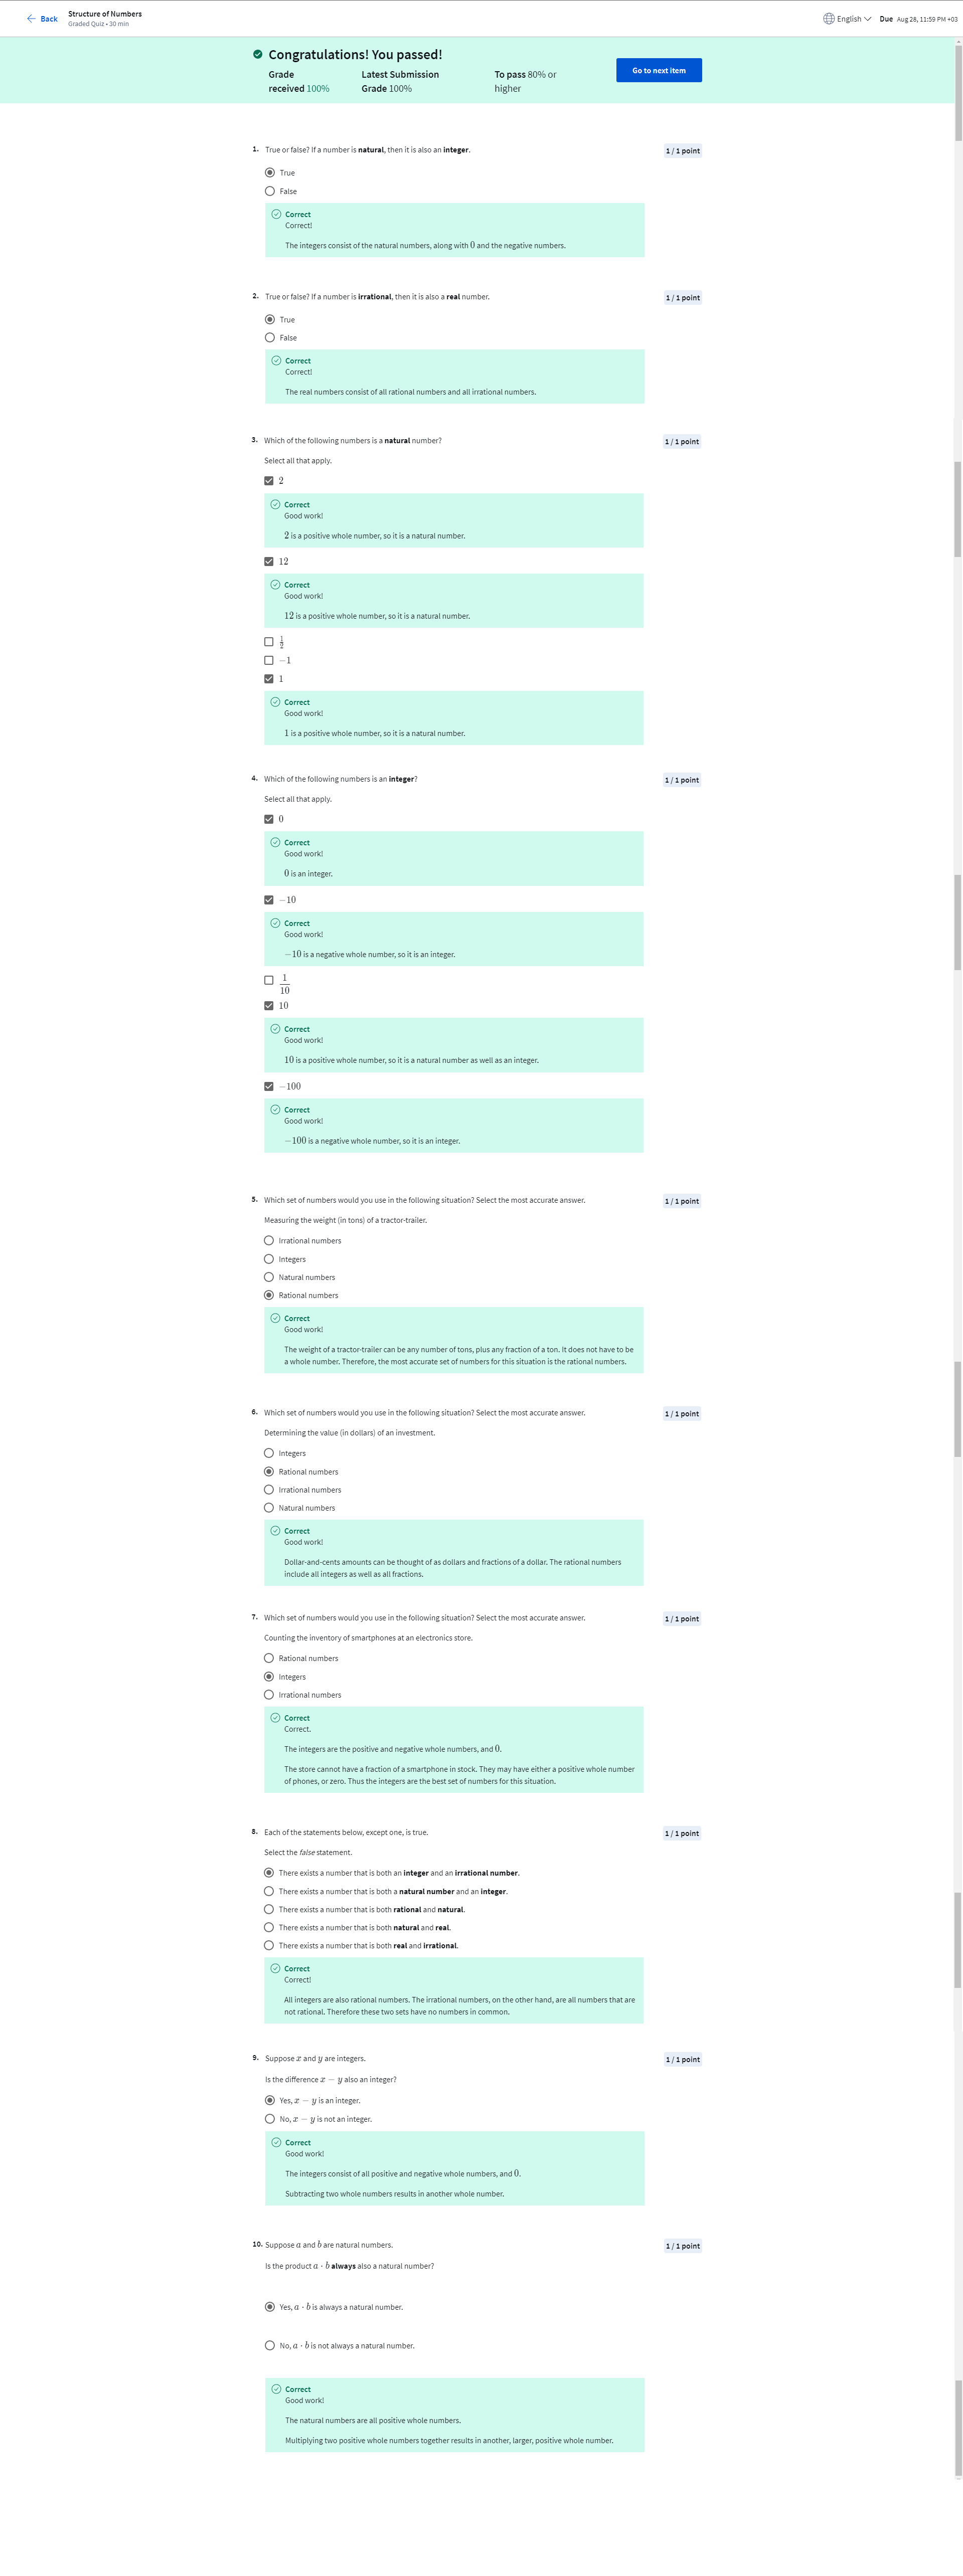 Back
Structure of Numbers
Graded Quiz • 30 min
English
Due Aug 28, 11:59 PM +03
Congratulations! You passed!
Grade received 100%
Latest Submission Grade 100%
To pass 80% or higher
Go to next item
1. True or false? If a number is natural, then it is also an integer.
1 / 1 point
True
False
Correct
Correct!
The integers consist of the natural numbers, along with 0 and the negative numbers.
2. True or false? If a number is irrational, then it is also a real number.
1 / 1 point
True
False
Correct
Correct!
The real numbers consist of all rational numbers and all irrational numbers.
3. Which of the following numbers is a natural number?
1 / 1 point
Select all that apply.
2
Correct
Good work!
2 is a positive whole number, so it is a natural number.
12
Correct
Good work!
12 is a positive whole number, so it is a natural number.
1/2
−1
1
Correct
Good work!
1 is a positive whole number, so it is a natural number.
4. Which of the following numbers is an integer?
1 / 1 point
Select all that apply.
0
Correct
Good work!
0 is an integer.
−10
Correct
Good work!
−10 is a negative whole number, so it is an integer.
1/10
10
Correct
Good work!
10 is a positive whole number, so it is a natural number as well as an integer.
−100
Correct
Good work!
−100 is a negative whole number, so it is an integer.
5. Which set of numbers would you use in the following situation? Select the most accurate answer.
1 / 1 point
Measuring the weight (in tons) of a tractor-trailer.
Irrational numbers
Integers
Natural numbers
Rational numbers
Correct
Good work!
The weight of a tractor-trailer can be any number of tons, plus any fraction of a ton. It does not have to be
a whole number. Therefore, the most accurate set of numbers for this situation is the rational numbers.
6. Which set of numbers would you use in the following situation? Select the most accurate answer.
1 / 1 point
Determining the value (in dollars) of an investment.
Integers
Rational numbers
Irrational numbers
Natural numbers
Correct
Good work!
Dollar-and-cents amounts can be thought of as dollars and fractions of a dollar. The rational numbers
include all integers as well as all fractions.
7. Which set of numbers would you use in the following situation? Select the most accurate answer.
1 / 1 point
Counting the inventory of smartphones at an electronics store.
Rational numbers
Integers
Irrational numbers
Correct
Correct.
The integers are the positive and negative whole numbers, and 0.
The store cannot have a fraction of a smartphone in stock. They may have either a positive whole number
of phones, or zero. Thus the integers are the best set of numbers for this situation.
8. Each of the statements below, except one, is true.
1 / 1 point
Select the false statement.
There exists a number that is both an integer and an irrational number.
There exists a number that is both a natural number and an integer.
There exists a number that is both rational and natural.
There exists a number that is both natural and real.
There exists a number that is both real and irrational.
Correct
Correct!
All integers are also rational numbers. The irrational numbers, on the other hand, are all numbers that are
not rational. Therefore these two sets have no numbers in common.
9. Suppose x and y are integers.
1 / 1 point
Is the difference x − y also an integer?
Yes, x − y is an integer.
No, x − y is not an integer.
Correct
Good work!
The integers consist of all positive and negative whole numbers, and 0.
Subtracting two whole numbers results in another whole number.
10. Suppose a and b are natural numbers.
1 / 1 point
Is the product a · b always also a natural number?
Yes, a · b is always a natural number.
No, a · b is not always a natural number.
Correct
Good work!
The natural numbers are all positive whole numbers.
Multiplying two positive whole numbers together results in another, larger, positive whole number.